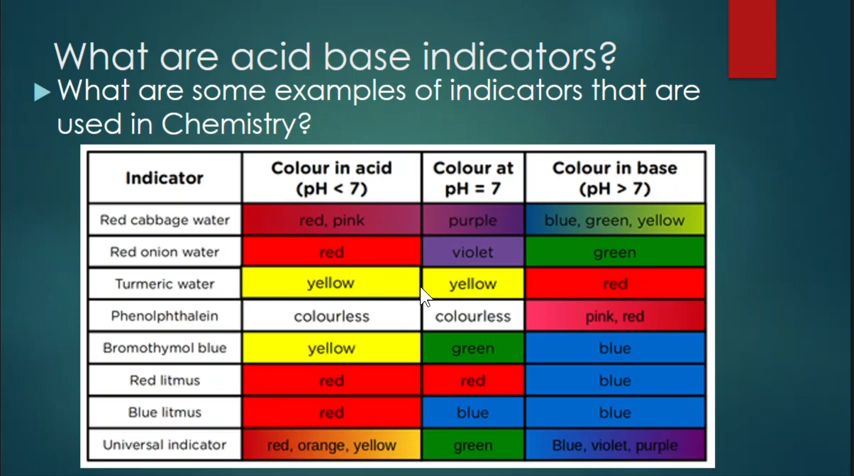 What are acid base indicators?
What are some examples of indicators that are
used in Chemistry?
Indicator Colour in acid (pH < 7) Colour at pH = 7 Colour in base (pH > 7)
Red cabbage water red, pink purple blue, green, yellow
Red onion water red violet green
Turmeric water yellow yellow red
Phenolphthalein colourless colourless pink, red
Bromothymol blue yellow green blue
Red litmus red red blue
Blue litmus red blue blue
Universal indicator red, orange, yellow green Blue, violet, purple